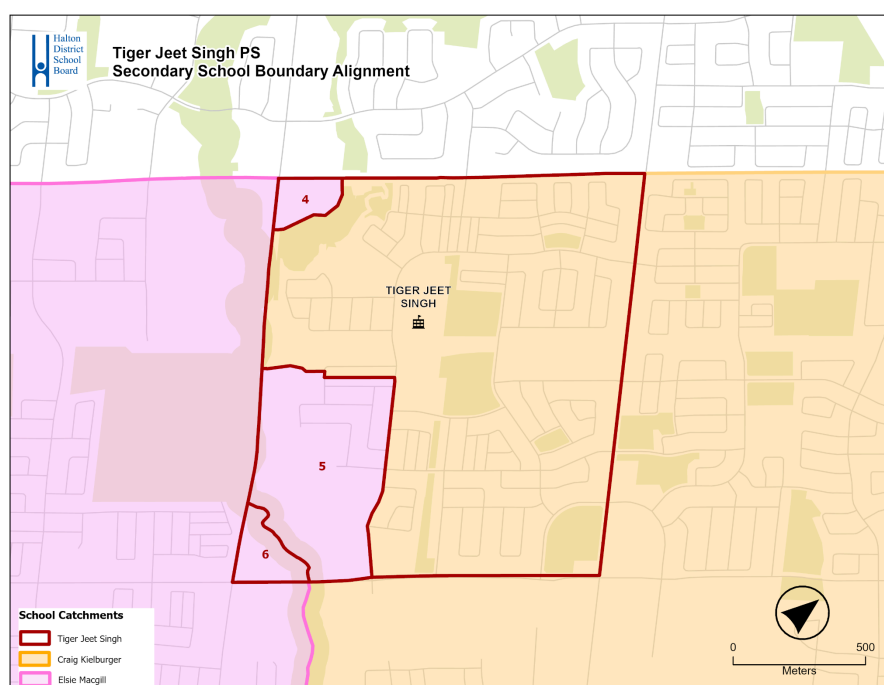 Halton
District
School
Board
Tiger Jeet Singh PS
Secondary School Boundary Alignment
4
TIGER JEET
SINGH
5
6
School Catchments
Tiger Jeet Singh
Craig Kielburger
Elsie Macgill
0 500
Meters